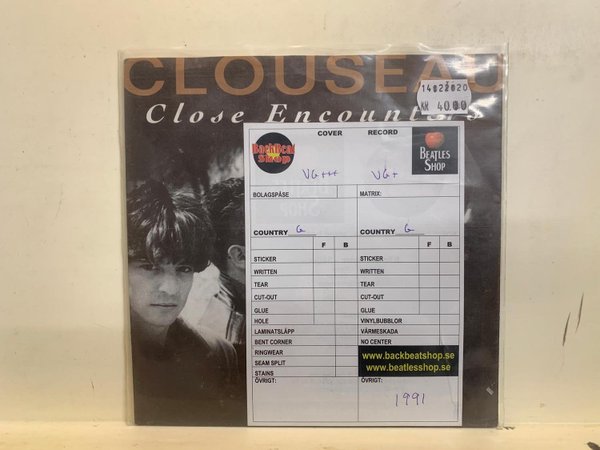 CLOUSEAU
Close Encounters
14022020
KR 40.00
BackBeat
Shop
COVER
RECORD
BEATLES
SHOP
VG+++
VG+
BOLAGSPÅSE
MATRIX:
COUNTRY G
COUNTRY G
F B
F B
STICKER
STICKER
WRITTEN
WRITTEN
TEAR
TEAR
CUT-OUT
CUT-OUT
GLUE
GLUE
HOLE
VINYLBUBBLOR
LAMINATSLÄPP
VÄRMESKADA
BENT CORNER
NO CENTER
RINGWEAR
SEAM SPLIT
STAINS
www.backbeatshop.se
www.beatlesshop.se
ÖVRIGT:
ÖVRIGT:
1991